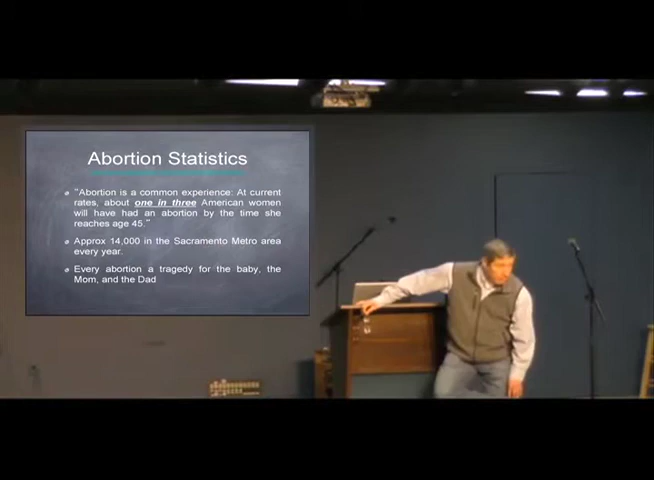 Abortion Statistics
"Abortion is a common experience: At current
rates, about one in three American women
will have had an abortion by the time she
reaches age 45."
Approx 14,000 in the Sacramento Metro area
every year.
Every abortion a tragedy for the baby, the
Mom, and the Dad